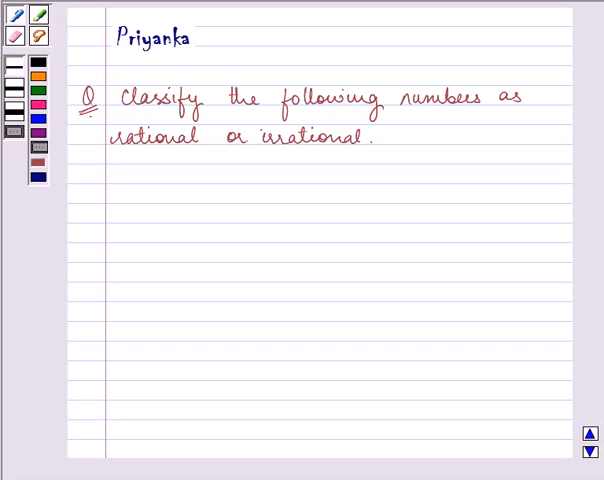 Priyanka
Q Classify the following numbers as
rational or irrational.